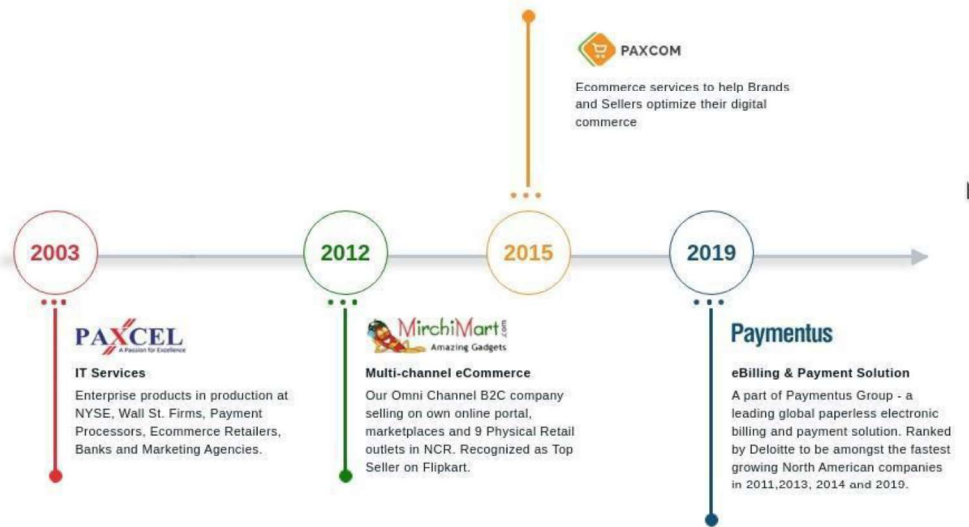 PAXCOM
Ecommerce services to help Brands
and Sellers optimize their digital
commerce
2003
2012
2015
2019
PAXCEL
A Passion for Excellence
IT Services
Enterprise products in production at
NYSE, Wall St. Firms, Payment
Processors, Ecommerce Retailers,
Banks and Marketing Agencies.
MirchiMart.com
Amazing Gadgets
Multi-channel eCommerce
Our Omni Channel B2C company
selling on own online portal,
marketplaces and 9 Physical Retail
outlets in NCR. Recognized as Top
Seller on Flipkart.
Paymentus
eBilling & Payment Solution
A part of Paymentus Group - a
leading global paperless electronic
billing and payment solution. Ranked
by Deloitte to be amongst the fastest
growing North American companies
in 2011,2013, 2014 and 2019.